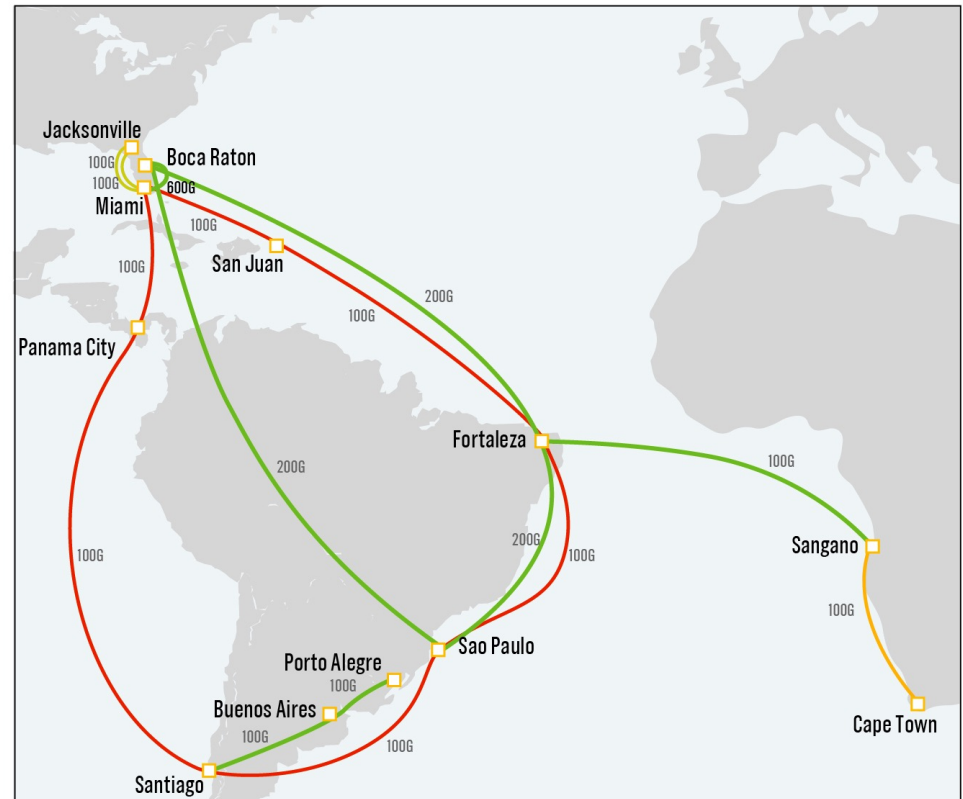 Jacksonville
100G
Boca Raton
100G
600G
Miami
100G
San Juan
100G
200G
100G
Panama City
Fortaleza
100G
200G
200G
100G
100G
Sangano
100G
Sao Paulo
Porto Alegre
100G
Buenos Aires
100G
100G
Cape Town
Santiago